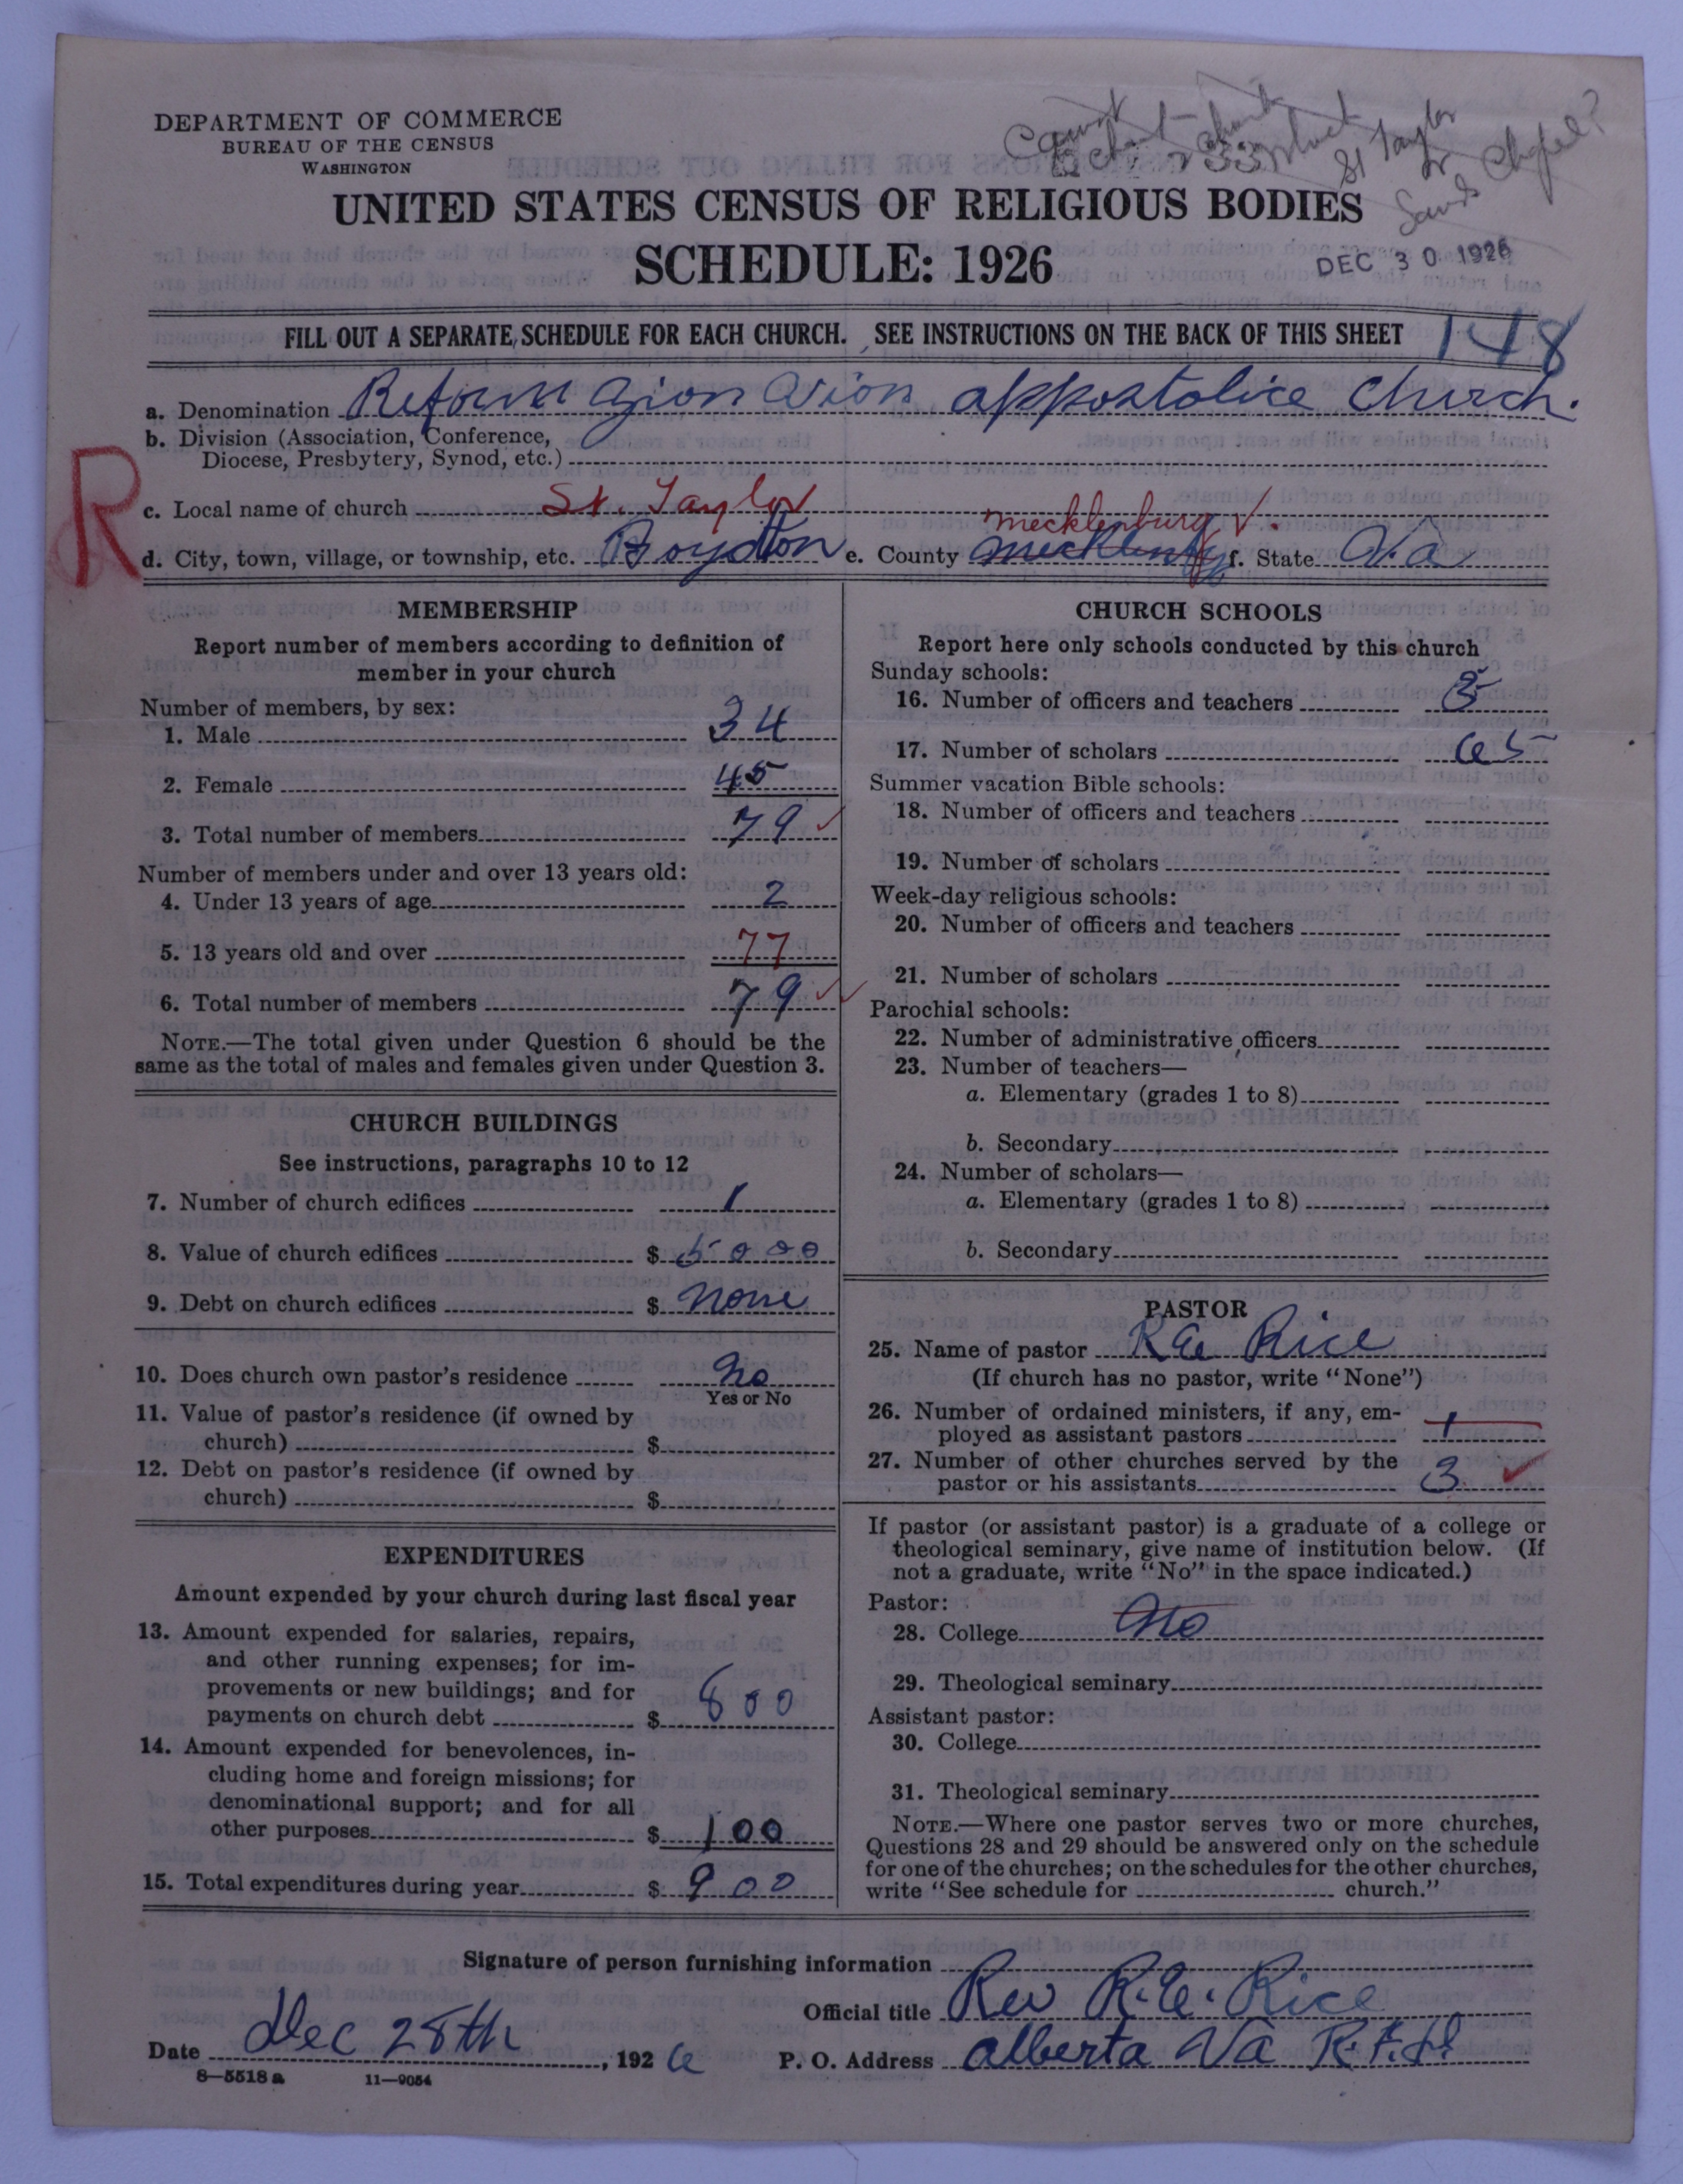 DEPARTMENT OF COMMERCE
BUREAU OF THE CENSUS
WASHINGTON
St Taylor
or
Sands Chapel?
UNITED STATES CENSUS OF RELIGIOUS BODIES
SCHEDULE: 1926
DEC 30 1926
FILL OUT A SEPARATE SCHEDULE FOR EACH CHURCH. SEE INSTRUCTIONS ON THE BACK OF THIS SHEET
148
a. Denomination Reform Zion appostolice Church.
b. Division (Association, Conference,
Diocese, Presbytery, Synod, etc.)
R
c. Local name of church St. Taylor
Mecklenburg V.
d. City, town, village or township, etc. Boydton e. County f. State Va
MEMBERSHIP
Report number of members according to definition of
member in your church
Number of members, by sex:
1. Male 34
2. Female 45
3. Total number of members 79
Number of members under and over 13 years old:
4. Under 13 years of age 2
5. 13 years old and over 77
6. Total number of members 79
NOTE.—The total given under Question 6 should be the
same as the total of males and females given under Question 3.
CHURCH BUILDINGS
See instructions, paragraphs 10 to 12
7. Number of church edifices 1
8. Value of church edifices $ 5000
9. Debt on church edifices $ none
10. Does church own pastor's residence No
Yes or No
11. Value of pastor's residence (if owned by
church) $
12. Debt on pastor's residence (if owned by
church) $
EXPENDITURES
Amount expended by your church during last fiscal year
13. Amount expended for salaries, repairs,
and other running expenses; for im-
provements or new buildings; and for
payments on church debt $ 800
14. Amount expended for benevolences, in-
cluding home and foreign missions; for
denominational support; and for all
other purposes $ 100
15. Total expenditures during year $ 900
CHURCH SCHOOLS
Report here only schools conducted by this church
Sunday schools:
16. Number of officers and teachers
17. Number of scholars 65
Summer vacation Bible schools:
18. Number of officers and teachers
19. Number of scholars
Week-day religious schools:
20. Number of officers and teachers
21. Number of scholars
Parochial schools:
22. Number of administrative officers
23. Number of teachers—
a. Elementary (grades 1 to 8)
b. Secondary
24. Number of scholars—
a. Elementary (grades 1 to 8)
b. Secondary
PASTOR
25. Name of pastor R E Rice
(If church has no pastor, write "None")
26. Number of ordained ministers, if any, em-
ployed as assistant pastors 1
27. Number of other churches served by the
pastor or his assistants 3
If pastor (or assistant pastor) is a graduate of a college or
theological seminary, give name of institution below. (If
not a graduate, write "No" in the space indicated.)
Pastor:
28. College No
29. Theological seminary
Assistant pastor:
30. College
31. Theological seminary
NOTE.—Where one pastor serves two or more churches,
Questions 28 and 29 should be answered only on the schedule
for one of the churches; on the schedules for the other churches,
write "See schedule for church."
Signature of person furnishing information
Official title Rev R. E. Rice
Date Dec 28th, 1926 P. O. Address Alberta Va R.F.D.
8—5518 a 11—9054